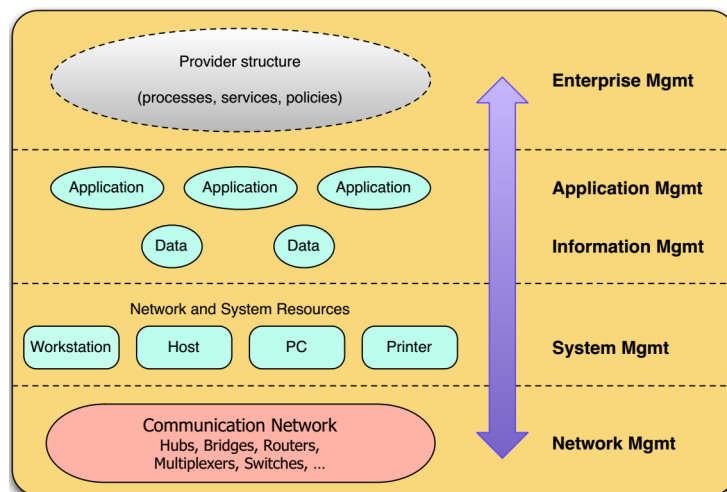 Provider structure
(processes, services, policies)
Enterprise Mgmt
Application
Application
Application
Application Mgmt
Data
Data
Information Mgmt
Network and System Resources
Workstation
Host
PC
Printer
System Mgmt
Communication Network
Hubs, Bridges, Routers,
Multiplexers, Switches, ...
Network Mgmt